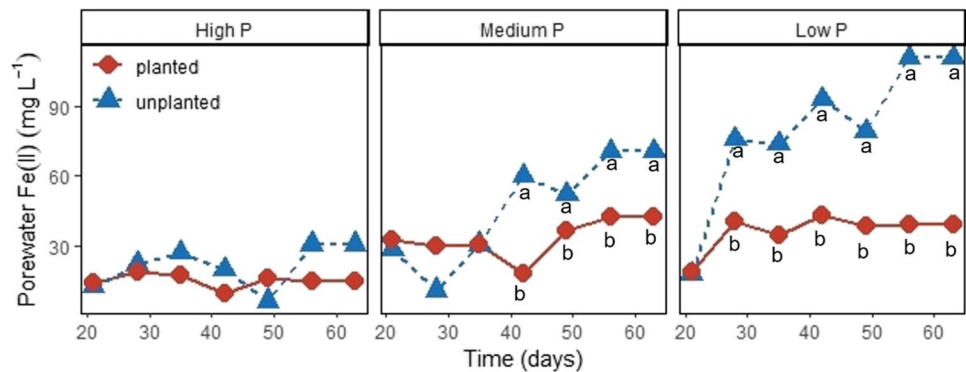 High P Medium P Low P
planted
unplanted
Porewater Fe(II) (mg L⁻¹)
90
60
30
a a a a a a
b b b b b b
a a a a
b b b b
20 30 40 50 60 20 30 40 50 60 20 30 40 50 60
Time (days)